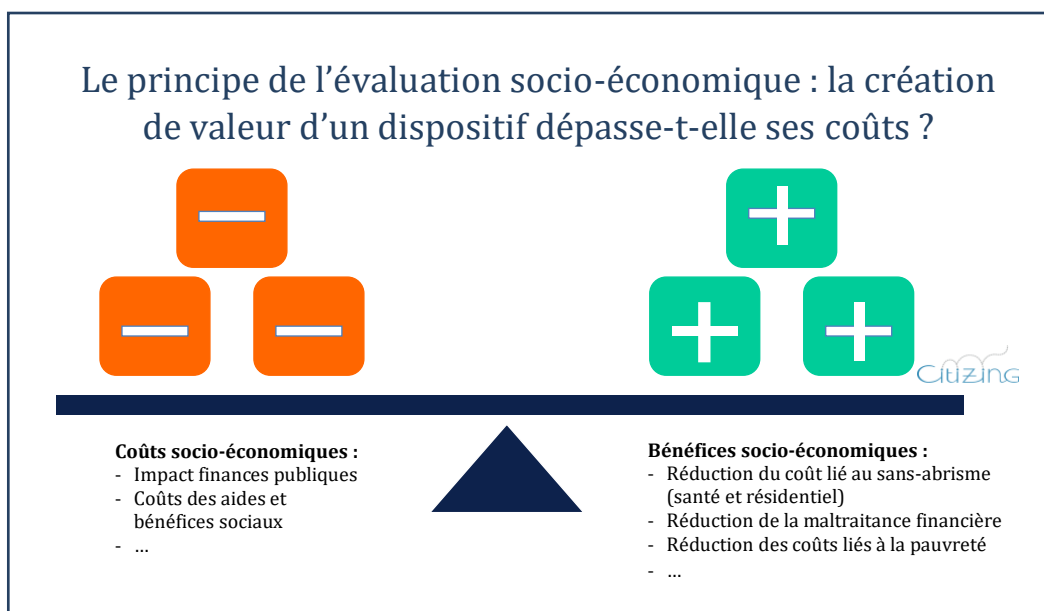 Le principe de l’évaluation socio-économique : la création
de valeur d’un dispositif dépasse-t-elle ses coûts ?
CitiZinG
Coûts socio-économiques :
- Impact finances publiques
- Coûts des aides et
bénéfices sociaux
- ...
Bénéfices socio-économiques :
- Réduction du coût lié au sans-abrisme
(santé et résidentiel)
- Réduction de la maltraitance financière
- Réduction des coûts liés à la pauvreté
- ...